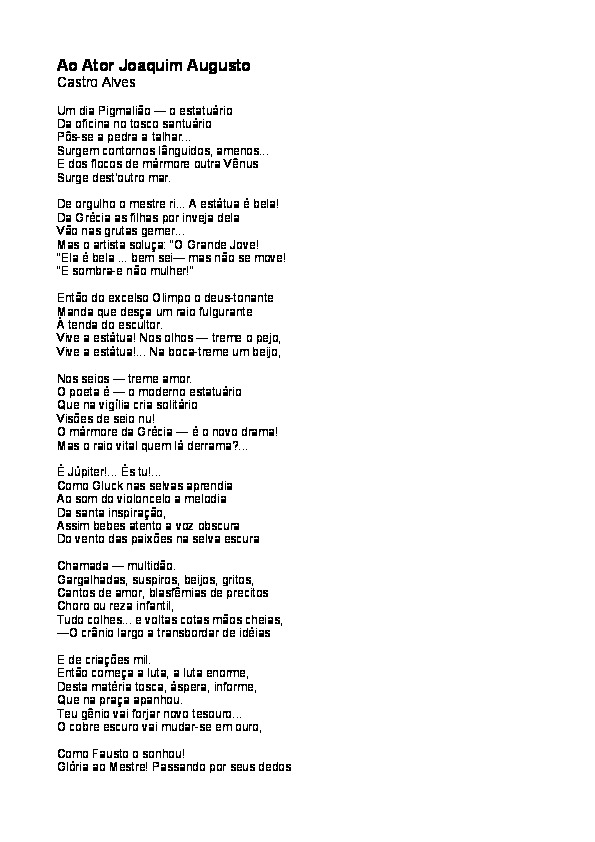 Ao Ator Joaquim Augusto
Castro Alves
Um dia Pigmalião — o estatuário
Da oficina no tosco santuário
Pôs-se a pedra a talhar...
Surgem contornos lânguidos, amenos...
E dos flocos de mármore outra Vênus
Surge dest'outro mar.
De orgulho o mestre ri... A estátua é bela!
Da Grécia as filhas por inveja dela
Vão nas grutas gemer...
Mas o artista soluça: "O Grande Jove!
"Ela é bela ... bem sei— mas não se move!
"E sombra-e não mulher!"
Então do excelso Olimpo o deus-tonante
Manda que desça um raio fulgurante
À tenda do escultor.
Vive a estátua! Nos olhos — treme o pejo,
Vive a estátua!... Na boca-treme um beijo,
Nos seios — treme amor.
O poeta é — o moderno estatuário
Que na vigília cria solitário
Visões de seio nu!
O mármore da Grécia — é o novo drama!
Mas o raio vital quem lá derrama?...
É Júpiter!... És tu!...
Como Gluck nas selvas aprendia
Ao som do violoncelo a melodia
Da santa inspiração,
Assim bebes atento a voz obscura
Do vento das paixões na selva escura
Chamada — multidão.
Gargalhadas, suspiros, beijos, gritos,
Cantos de amor, blasfêmias de precitos
Choro ou reza infantil,
Tudo colhes... e voltas cotas mãos cheias,
—O crânio largo a transbordar de idéias
E de criações mil.
Então começa a luta, a luta enorme,
Desta matéria tosca, áspera, informe,
Que na praça apanhou.
Teu gênio vai forjar novo tesouro...
O cobre escuro vai mudar-se em ouro,
Como Fausto o sonhou!
Glória ao Mestre! Passando por seus dedos